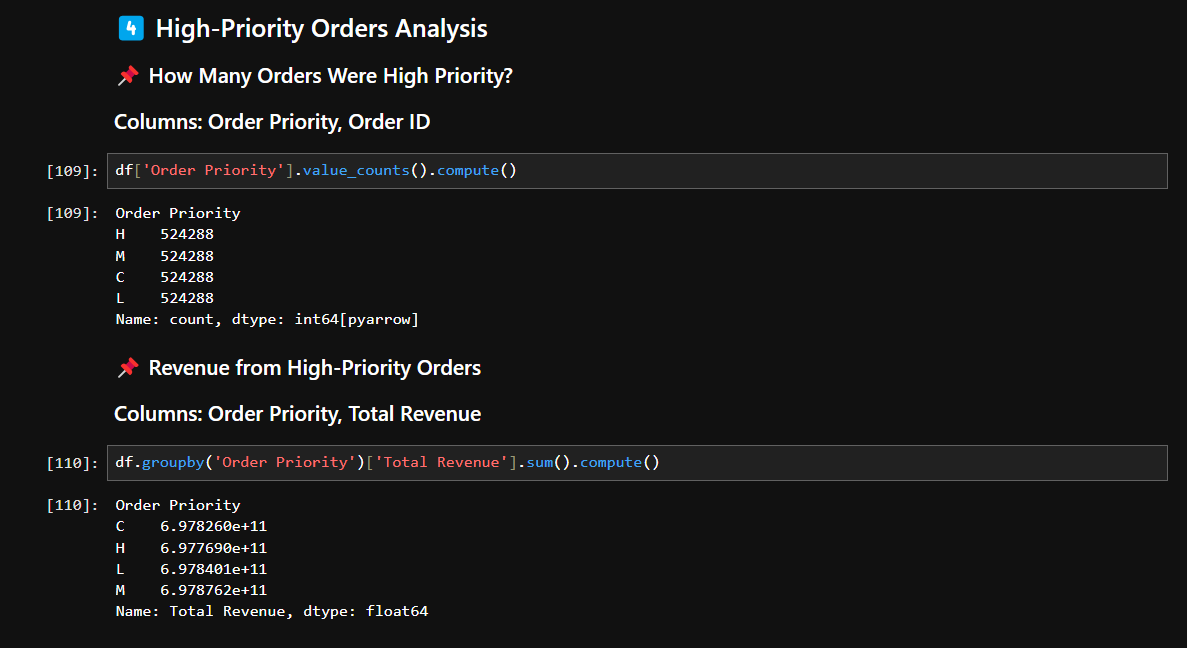 4 High-Priority Orders Analysis
📌 How Many Orders Were High Priority?
Columns: Order Priority, Order ID
[109]: df['Order Priority'].value_counts().compute()
[109]: Order Priority
H    524288
M    524288
C    524288
L    524288
Name: count, dtype: int64[pyarrow]
📌 Revenue from High-Priority Orders
Columns: Order Priority, Total Revenue
[110]: df.groupby('Order Priority')['Total Revenue'].sum().compute()
[110]: Order Priority
C    6.978260e+11
H    6.977690e+11
L    6.978401e+11
M    6.978762e+11
Name: Total Revenue, dtype: float64